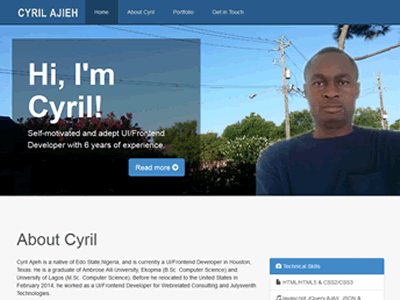 CYRIL AJIEH
Home About Cyril Portfolio Get in Touch
Hi, I'm
Cyril!
Self-motivated and adept UI/Frontend
Developer with 6 years of experience.
Read more
About Cyril
Cyril Ajieh is a native of Edo State,Nigeria, and is currently a UI/Frontend Developer in Houston,
Texas. He is a graduate of Ambrose Alli University, Ekpoma (B.Sc. Computer Science) and
University of Lagos (M.Sc. Computer Science). Before he relocated to the United States in
February 2014, he worked as a UI/Frontend Developer for Webrelated Consulting and Julyseventh
Technologies.
Technical Skills
HTML,HTML5 & CSS2/CSS3
Javascript, JQuery, AJAX, JSON &